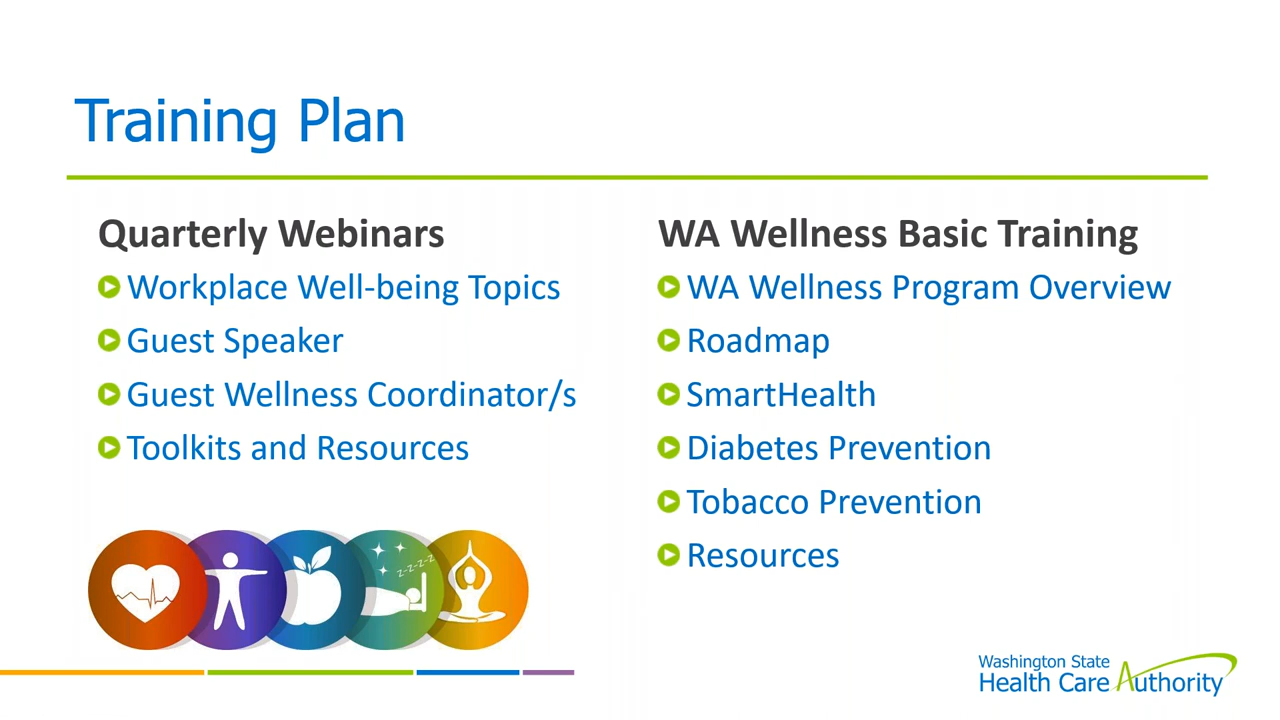 Training Plan
Quarterly Webinars
Workplace Well-being Topics
Guest Speaker
Guest Wellness Coordinator/s
Toolkits and Resources
WA Wellness Basic Training
WA Wellness Program Overview
Roadmap
SmartHealth
Diabetes Prevention
Tobacco Prevention
Resources
z-z-z-z
Washington State
Health Care Authority